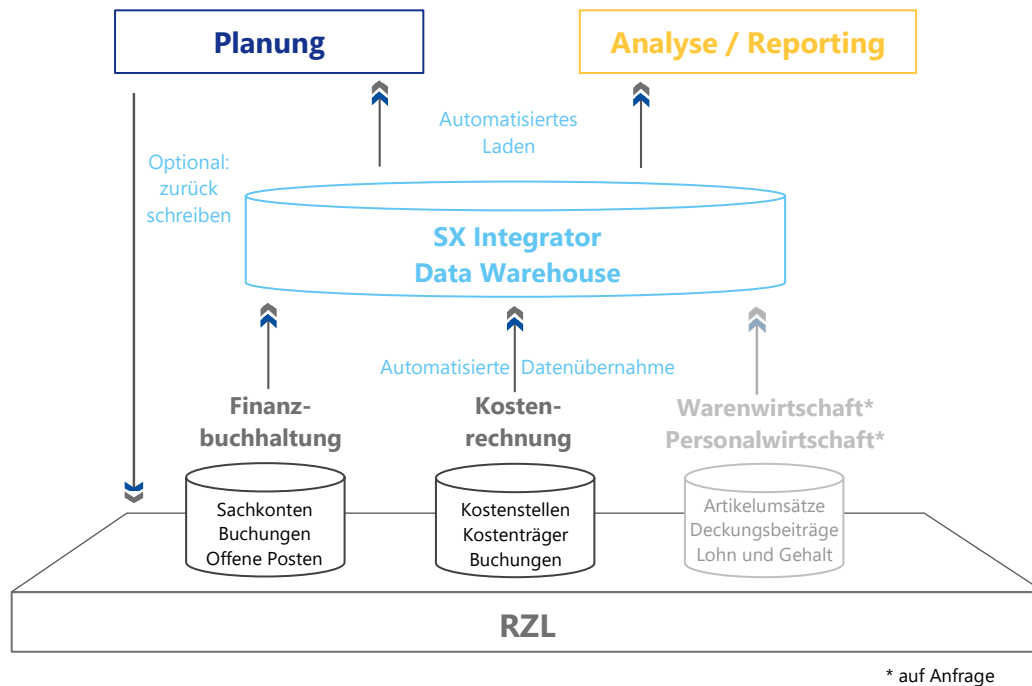 Planung
Analyse / Reporting
Automatisiertes
Laden
Optional:
zurück
schreiben
SX Integrator
Data Warehouse
Automatisierte Datenübernahme
Finanz-
buchhaltung
Kosten-
rechnung
Warenwirtschaft*
Personalwirtschaft*
Sachkonten
Buchungen
Offene Posten
Kostenstellen
Kostenträger
Buchungen
Artikelumsätze
Deckungsbeiträge
Lohn und Gehalt
RZL
* auf Anfrage